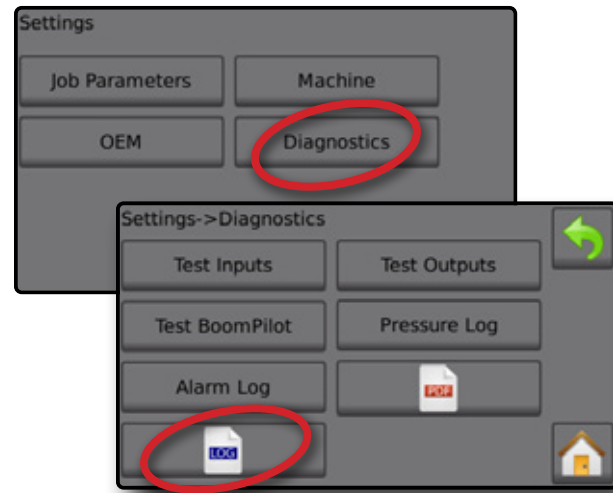 Settings
Job Parameters
Machine
OEM
Diagnostics
Settings->Diagnostics
Test Inputs
Test Outputs
Test BoomPilot
Pressure Log
Alarm Log
PDF
LOG